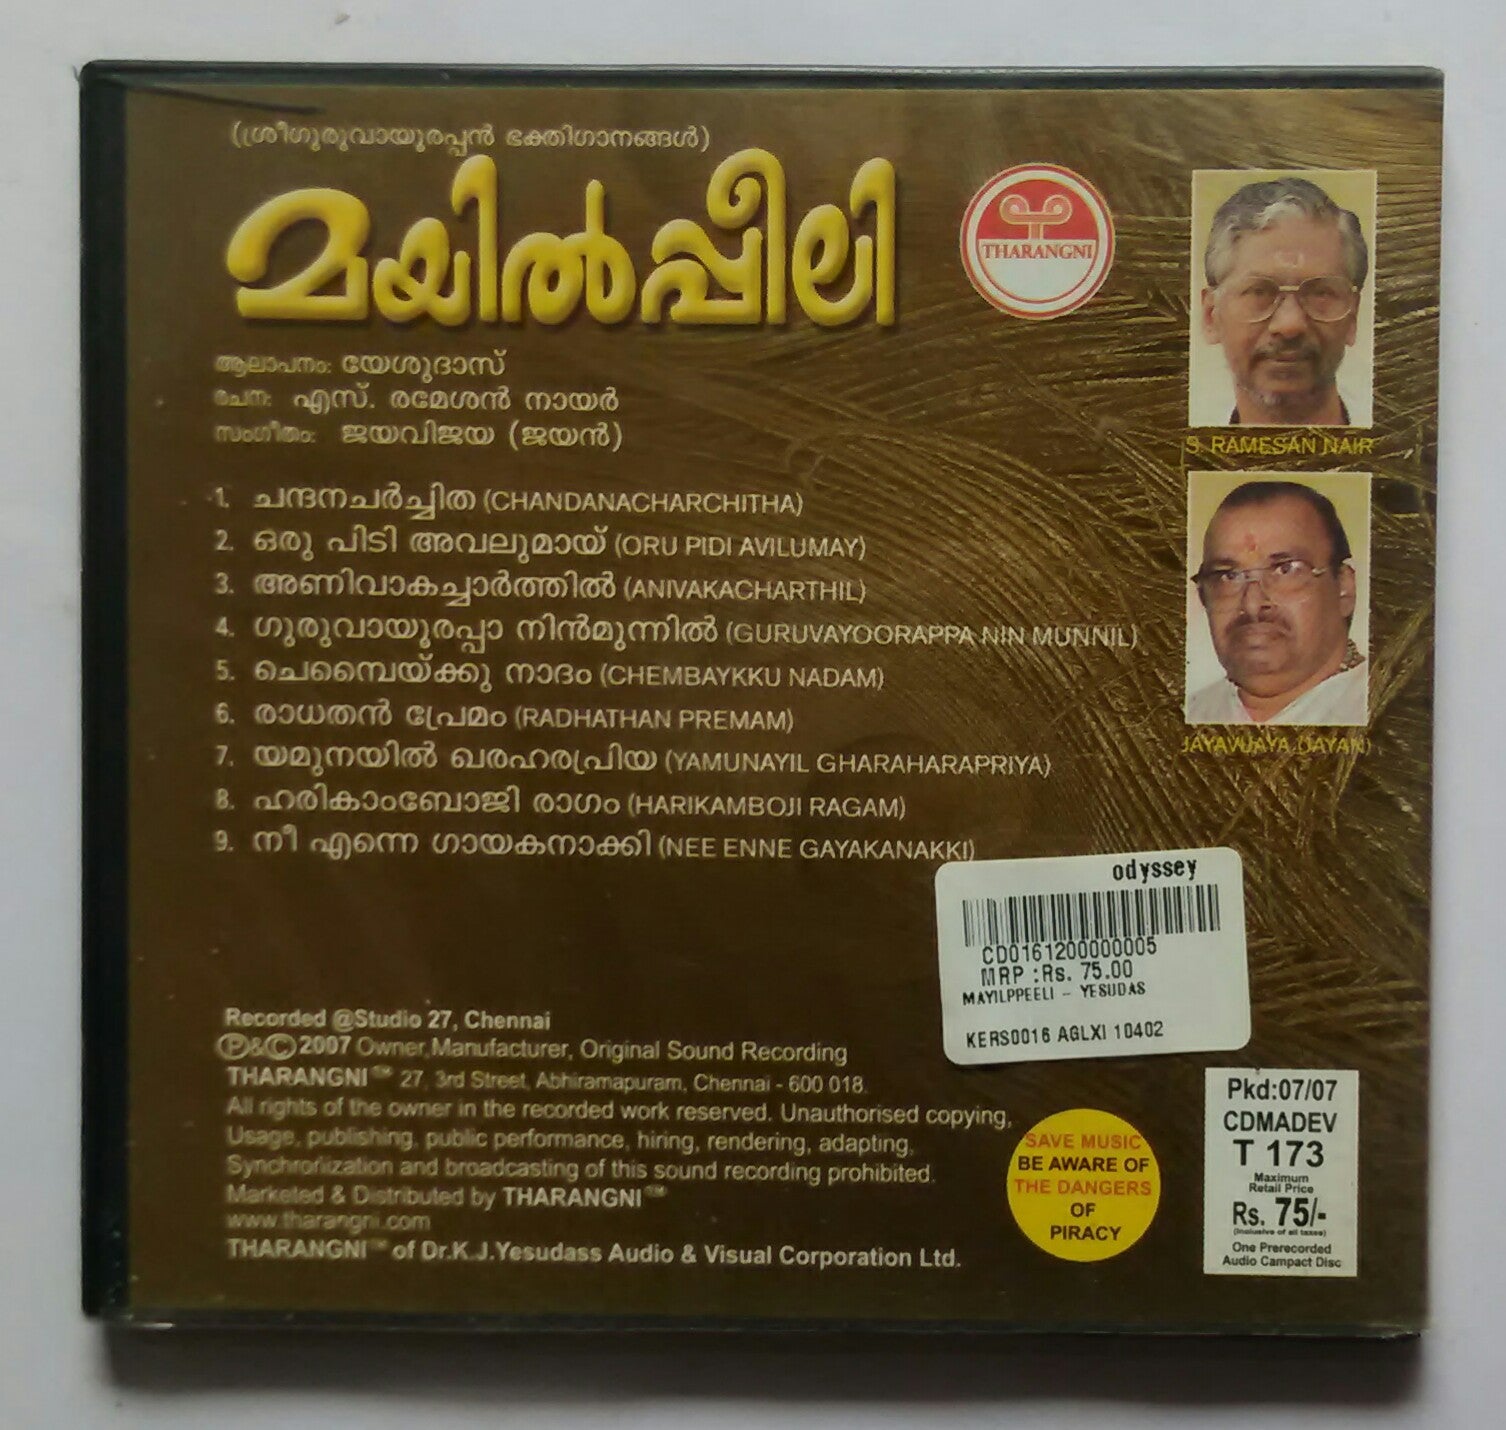 (ശ്രീഗുരുവായൂരപ്പൻ ഭക്തിഗാനങ്ങൾ)
മയിൽപ്പീലി
THARANGNI
ആലാപനം: യേശുദാസ്
രചന: എസ്. രമേശൻ നായർ
സംഗീതം: ജയവിജയ (ജയൻ)
S. RAMESAN NAIR
1. ചന്ദനചർച്ചിത (CHANDANACHARCHITHA)
2. ഒരു പിടി അവലുമായ് (ORU PIDI AVILUMAY)
3. അണിവാകച്ചാർത്തിൽ (ANIVAKACHARTHIL)
4. ഗുരുവായൂരപ്പാ നിൻമുന്നിൽ (GURUVAYOORAPPA NIN MUNNIL)
5. ചെമ്പൈയ്ക്കു നാദം (CHEMBAYKKU NADAM)
6. രാധതൻ പ്രേമം (RADHATHAN PREMAM)
7. യമുനയിൽ ഖരഹരപ്രിയ (YAMUNAYIL GHARAHARAPRIYA)
8. ഹരികാംബോജി രാഗം (HARIKAMBOJI RAGAM)
9. നീ എന്നെ ഗായകനാക്കി (NEE ENNE GAYAKANAKKI)
JAYAVIJAYA (JAYAN)
odyssey
CD0161200000005
MRP :Rs. 75.00
MAYILPPEELI - YESUDAS
KERS0016 AGLXI 10402
Recorded @Studio 27, Chennai
Ⓟ&Ⓒ 2007 Owner, Manufacturer, Original Sound Recording
THARANGNI™ 27, 3rd Street, Abhiramapuram, Chennai - 600 018.
All rights of the owner in the recorded work reserved. Unauthorised copying,
Usage, publishing, public performance, hiring, rendering, adapting,
Synchronization and broadcasting of this sound recording prohibited.
Marketed & Distributed by THARANGNI™
www.tharangni.com
THARANGNI™ of Dr.K.J.Yesudass Audio & Visual Corporation Ltd.
SAVE MUSIC
BE AWARE OF
THE DANGERS
OF
PIRACY
Pkd:07/07
CDMADEV
T 173
Maximum
Retail Price
Rs. 75/-
(Inclusive of all taxes)
One Prerecorded
Audio Campact Disc